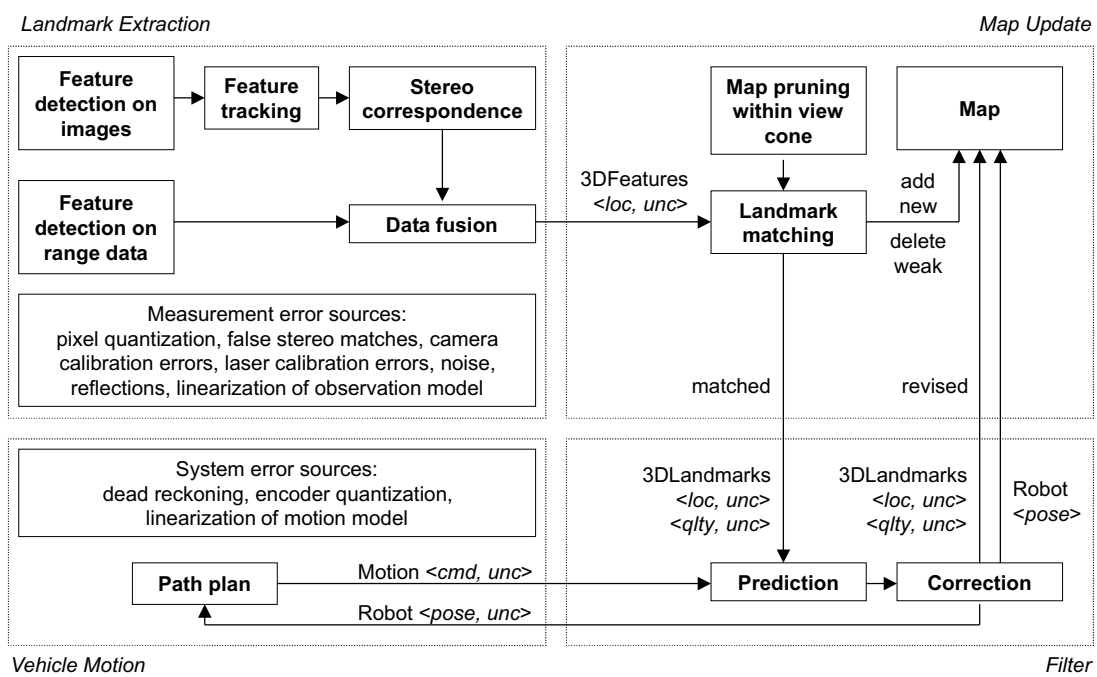 Landmark Extraction
Map Update
Feature
detection on
images
Feature
tracking
Stereo
correspondence
Feature
detection on
range data
Data fusion
Measurement error sources:
pixel quantization, false stereo matches, camera
calibration errors, laser calibration errors, noise,
reflections, linearization of observation model
3DFeatures
<loc, unc>
Map pruning
within view
cone
Map
Landmark
matching
add
new
delete
weak
matched
revised
System error sources:
dead reckoning, encoder quantization,
linearization of motion model
3DLandmarks
<loc, unc>
<qlty, unc>
3DLandmarks
<loc, unc>
<qlty, unc>
Robot
<pose>
Path plan
Motion <cmd, unc>
Robot <pose, unc>
Prediction
Correction
Vehicle Motion
Filter